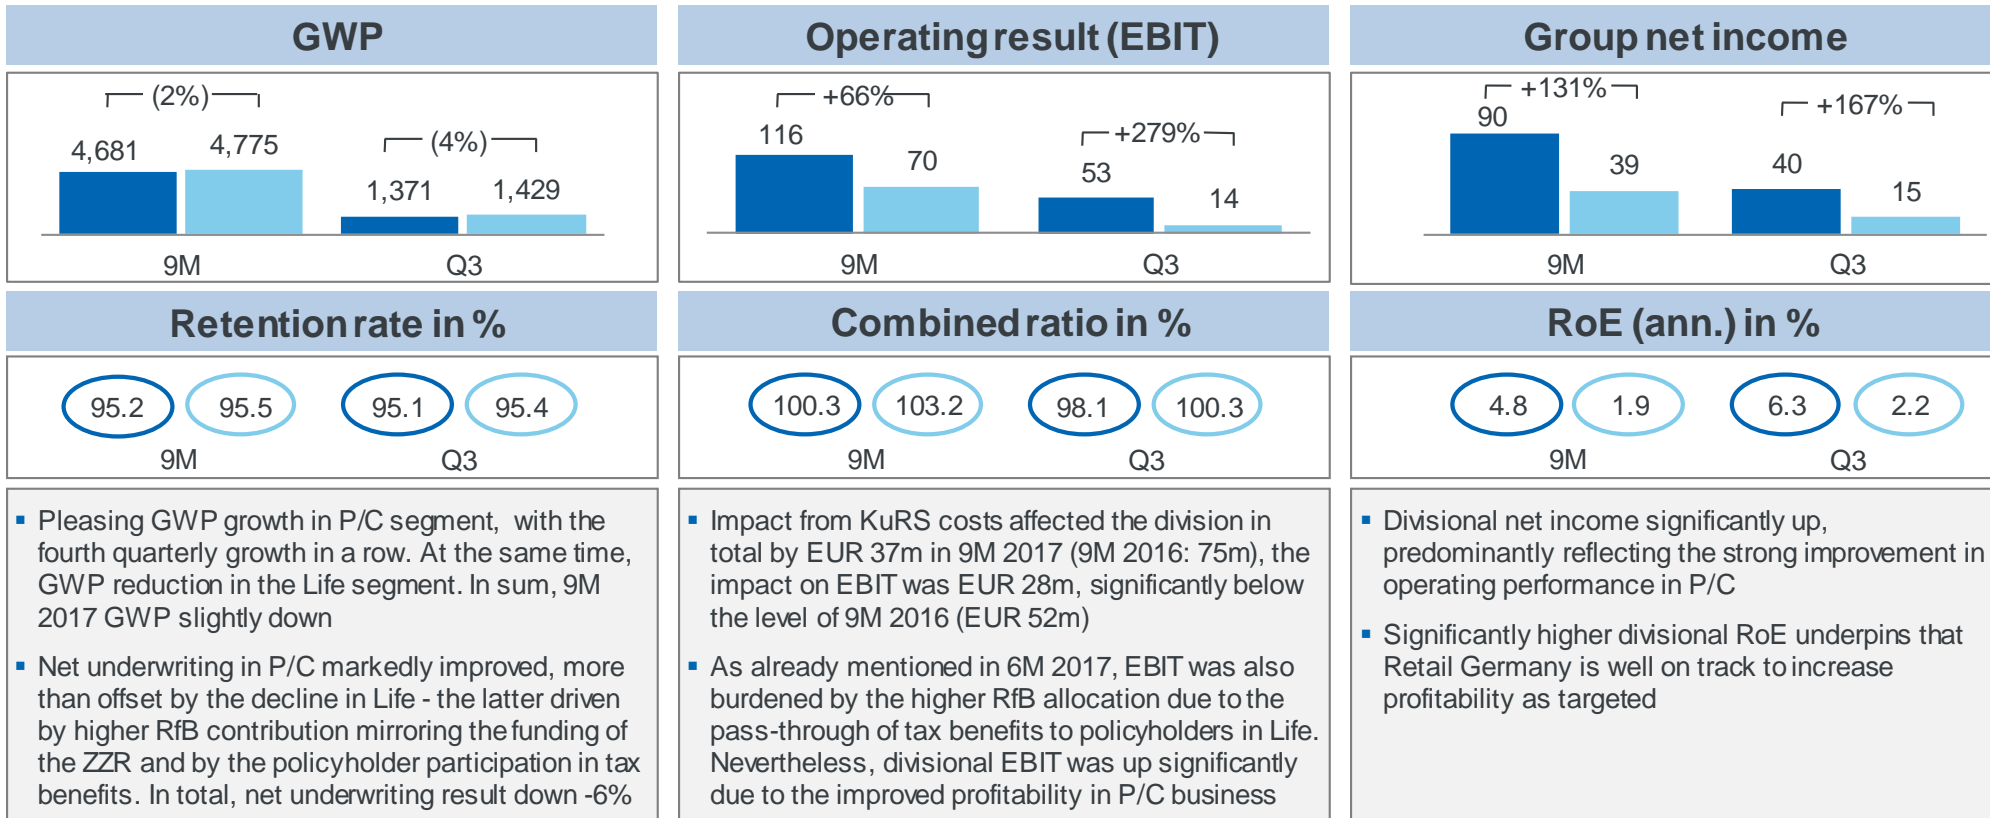 GWP
(2%)
4,681
4,775
(4%)
1,371
1,429
9M
Q3
Operating result (EBIT)
+66%
116
70
+279%
53
14
9M
Q3
Group net income
+131%
90
39
+167%
40
15
9M
Q3
Retention rate in %
95.2
95.5
95.1
95.4
9M
Q3
Combined ratio in %
100.3
103.2
98.1
100.3
9M
Q3
RoE (ann.) in %
4.8
1.9
6.3
2.2
9M
Q3
▪ Pleasing GWP growth in P/C segment, with the
fourth quarterly growth in a row. At the same time,
GWP reduction in the Life segment. In sum, 9M
2017 GWP slightly down
▪ Net underwriting in P/C markedly improved, more
than offset by the decline in Life - the latter driven
by higher RfB contribution mirroring the funding of
the ZZR and by the policyholder participation in tax
benefits. In total, net underwriting result down -6%
▪ Impact from KuRS costs affected the division in
total by EUR 37m in 9M 2017 (9M 2016: 75m), the
impact on EBIT was EUR 28m, significantly below
the level of 9M 2016 (EUR 52m)
▪ As already mentioned in 6M 2017, EBIT was also
burdened by the higher RfB allocation due to the
pass-through of tax benefits to policyholders in Life.
Nevertheless, divisional EBIT was up significantly
due to the improved profitability in P/C business
▪ Divisional net income significantly up,
predominantly reflecting the strong improvement in
operating performance in P/C
▪ Significantly higher divisional RoE underpins that
Retail Germany is well on track to increase
profitability as targeted